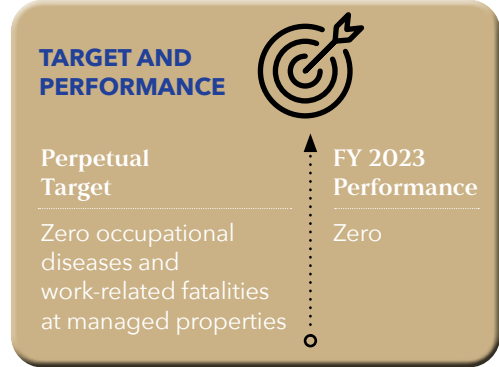 TARGET AND
PERFORMANCE
Perpetual
Target
Zero occupational
diseases and
work-related fatalities
at managed properties
FY 2023
Performance
Zero